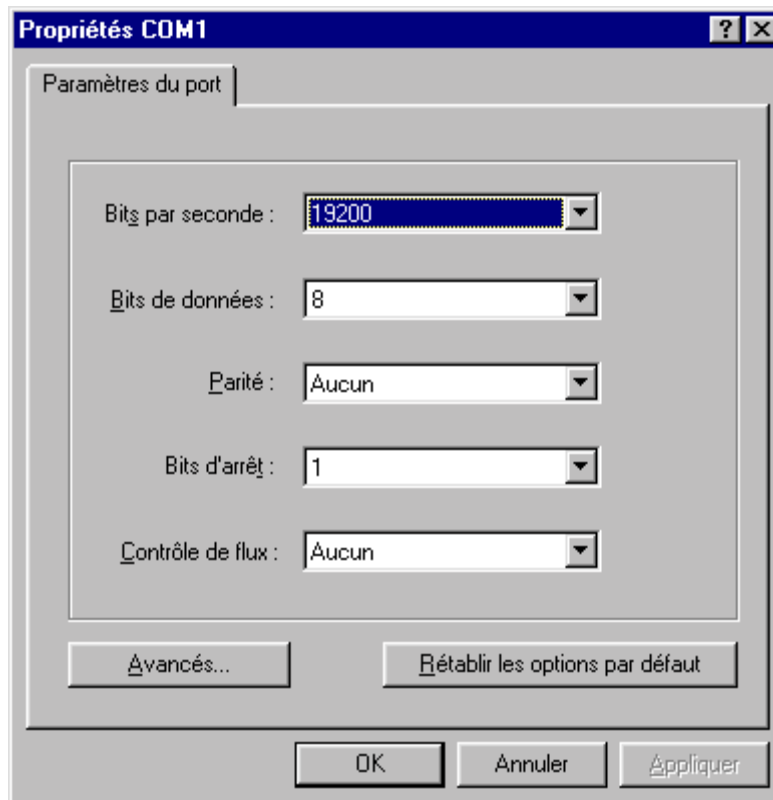 Propriétés COM1
Paramètres du port
Bits par seconde : 19200
Bits de données : 8
Parité : Aucun
Bits d'arrêt : 1
Contrôle de flux : Aucun
Avancés... Rétablir les options par défaut
OK Annuler Appliquer